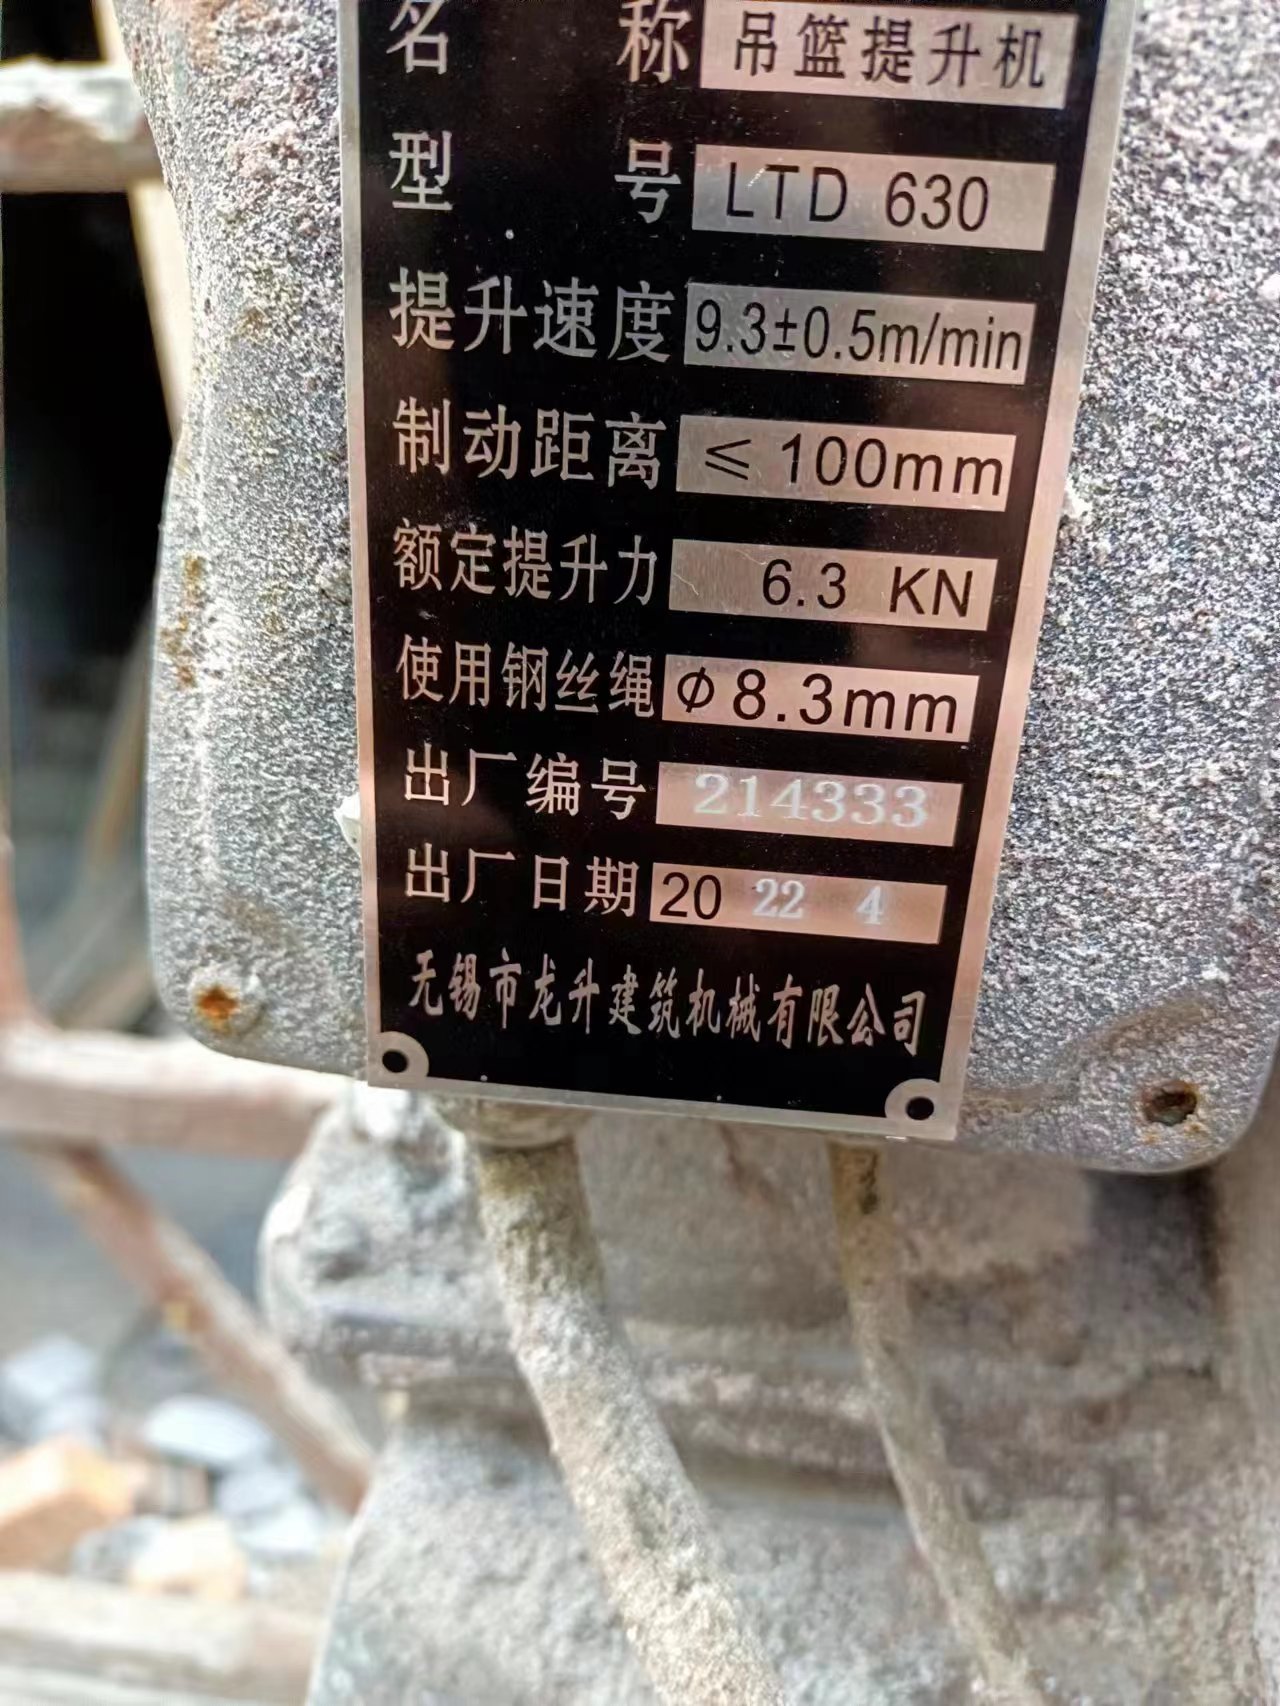 名称 吊篮提升机
型号 LTD 630
提升速度 9.3±0.5m/min
制动距离 ≤100mm
额定提升力 6.3 KN
使用钢丝绳 Φ8.3mm
出厂编号 214333
出厂日期 20 22 4
无锡市龙升建筑机械有限公司